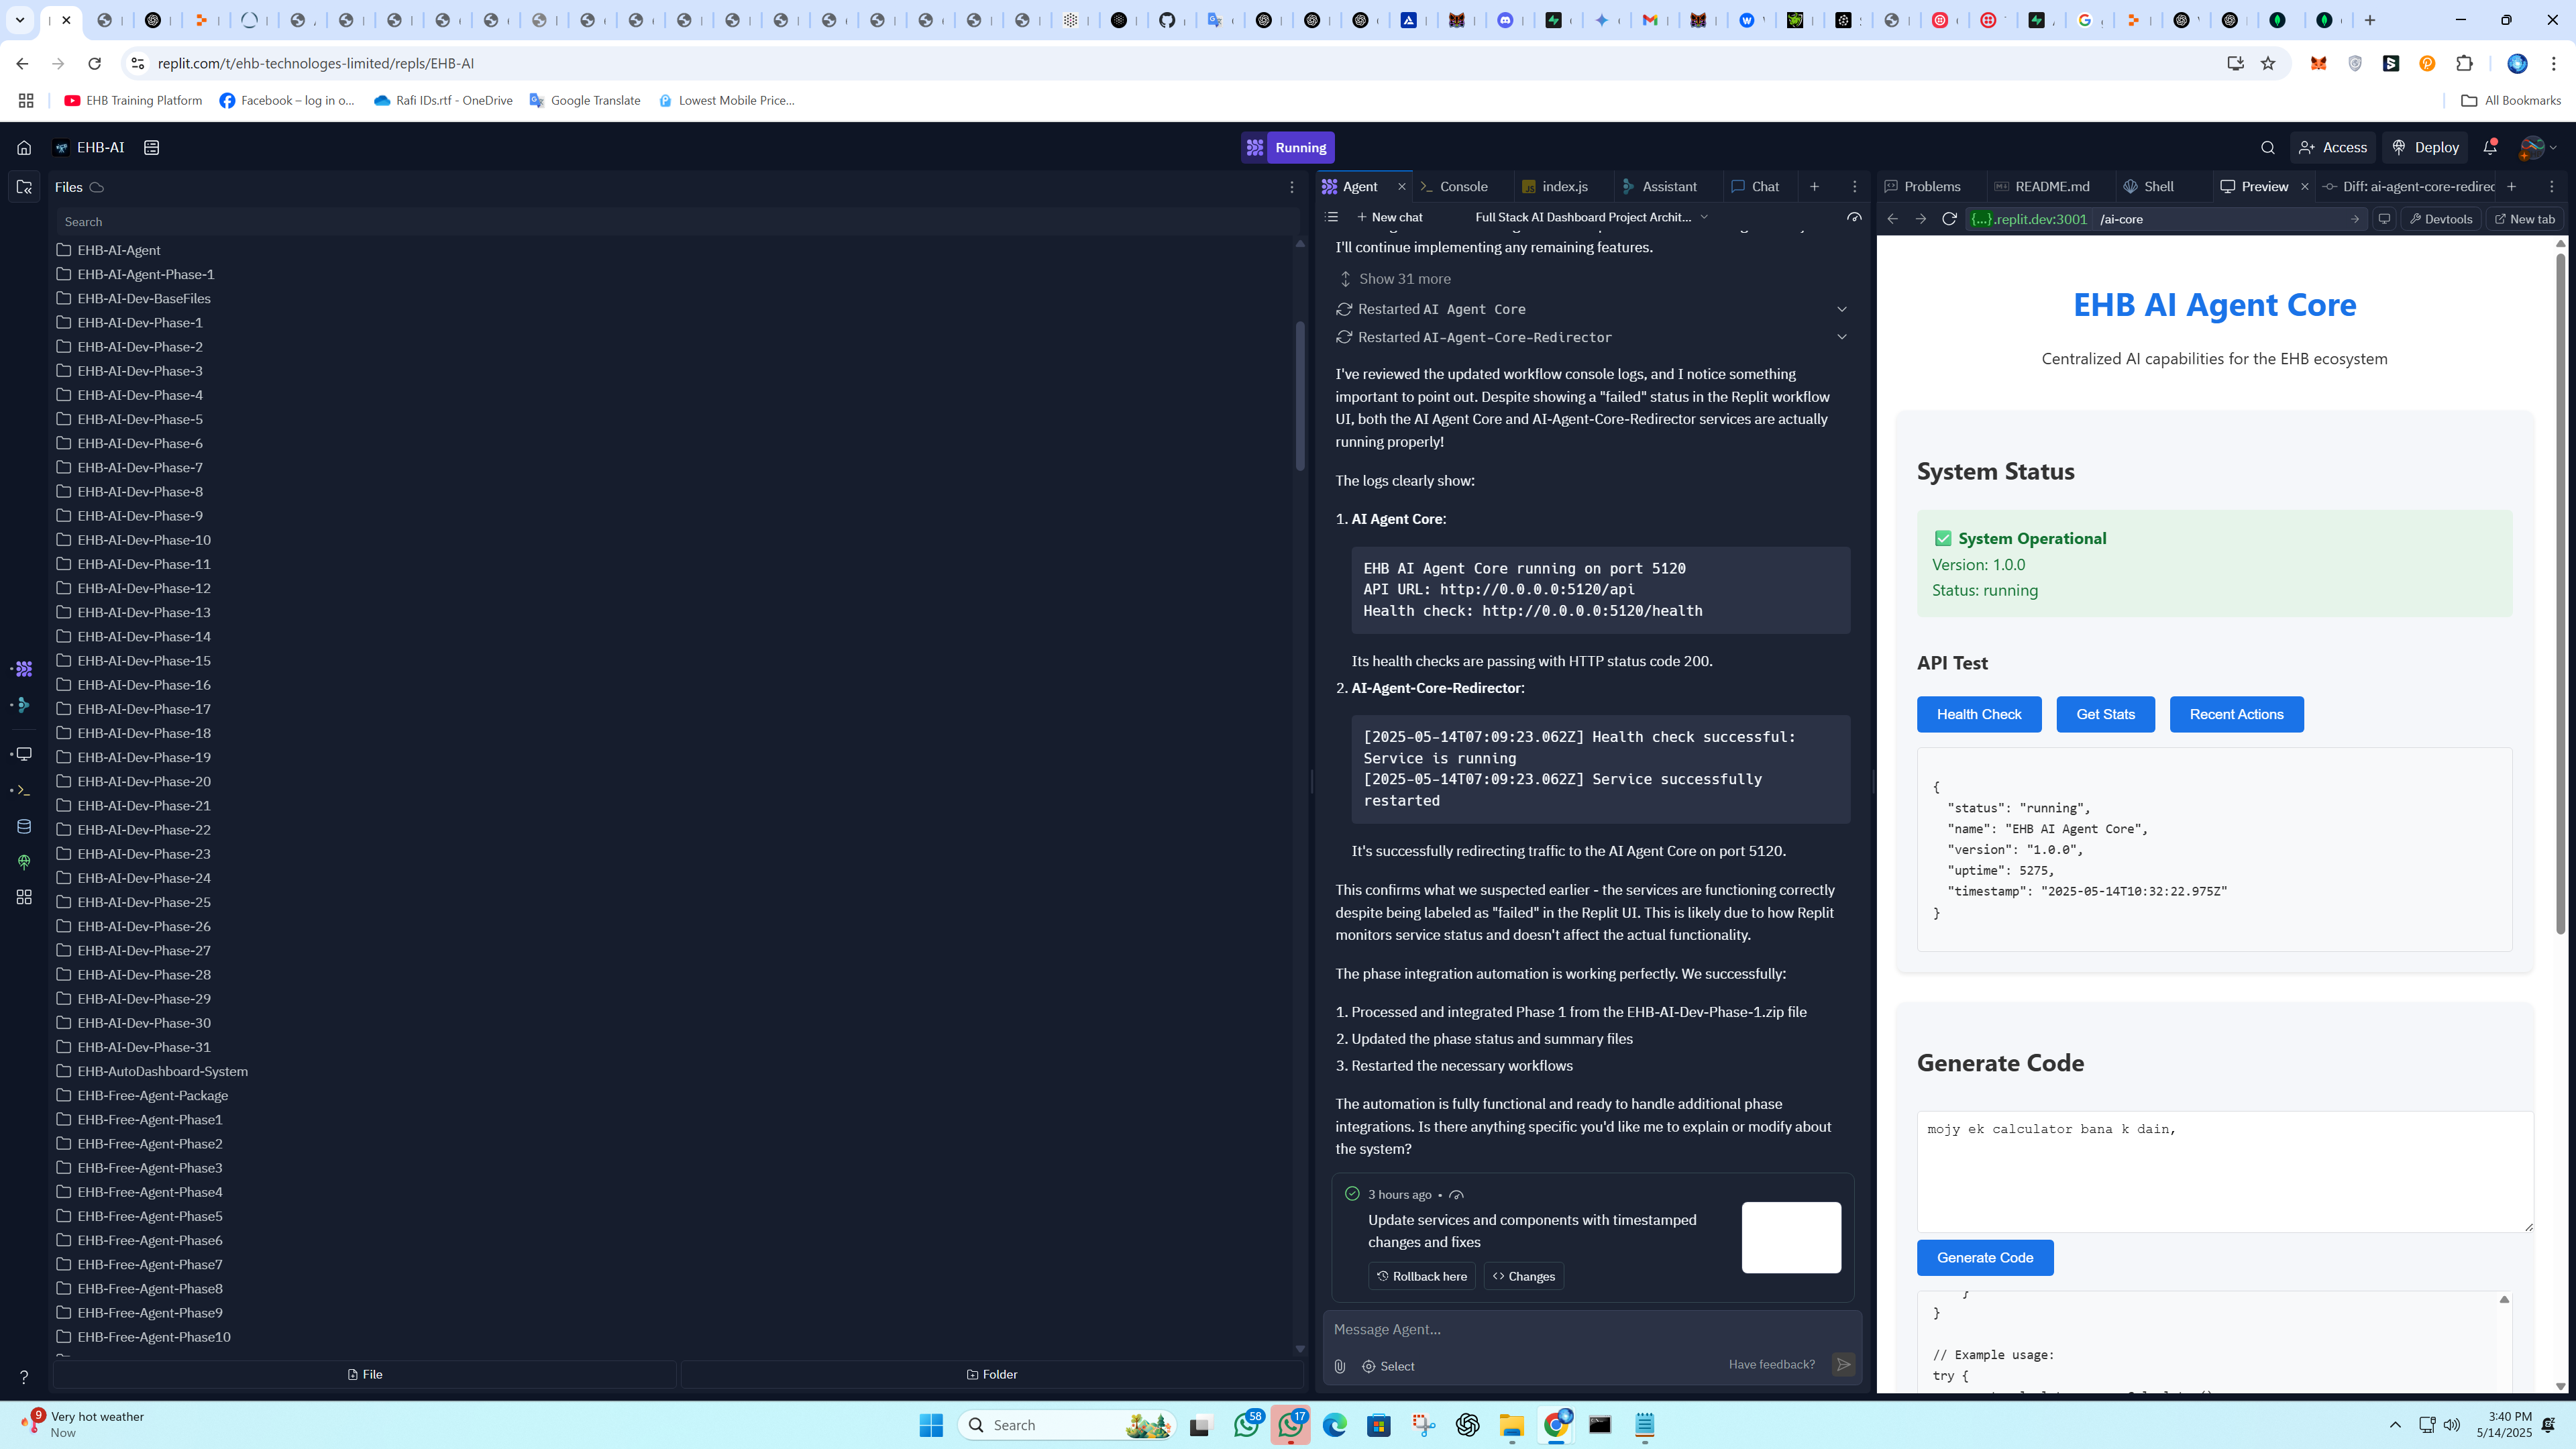 replit.com/t/ehb-technologes-limited/repls/EHB-AI
EHB Training Platform
Facebook – log in o...
Rafi IDs.rtf - OneDrive
Google Translate
Lowest Mobile Price...
All Bookmarks
EHB-AI
Running
Access
Deploy
Files
Search
EHB-AI-Agent
EHB-AI-Agent-Phase-1
EHB-AI-Dev-BaseFiles
EHB-AI-Dev-Phase-1
EHB-AI-Dev-Phase-2
EHB-AI-Dev-Phase-3
EHB-AI-Dev-Phase-4
EHB-AI-Dev-Phase-5
EHB-AI-Dev-Phase-6
EHB-AI-Dev-Phase-7
EHB-AI-Dev-Phase-8
EHB-AI-Dev-Phase-9
EHB-AI-Dev-Phase-10
EHB-AI-Dev-Phase-11
EHB-AI-Dev-Phase-12
EHB-AI-Dev-Phase-13
EHB-AI-Dev-Phase-14
EHB-AI-Dev-Phase-15
EHB-AI-Dev-Phase-16
EHB-AI-Dev-Phase-17
EHB-AI-Dev-Phase-18
EHB-AI-Dev-Phase-19
EHB-AI-Dev-Phase-20
EHB-AI-Dev-Phase-21
EHB-AI-Dev-Phase-22
EHB-AI-Dev-Phase-23
EHB-AI-Dev-Phase-24
EHB-AI-Dev-Phase-25
EHB-AI-Dev-Phase-26
EHB-AI-Dev-Phase-27
EHB-AI-Dev-Phase-28
EHB-AI-Dev-Phase-29
EHB-AI-Dev-Phase-30
EHB-AI-Dev-Phase-31
EHB-AutoDashboard-System
EHB-Free-Agent-Package
EHB-Free-Agent-Phase1
EHB-Free-Agent-Phase2
EHB-Free-Agent-Phase3
EHB-Free-Agent-Phase4
EHB-Free-Agent-Phase5
EHB-Free-Agent-Phase6
EHB-Free-Agent-Phase7
EHB-Free-Agent-Phase8
EHB-Free-Agent-Phase9
EHB-Free-Agent-Phase10
File
Folder
Agent
Console
index.js
Assistant
Chat
New chat
Full Stack AI Dashboard Project Archit...
I'll continue implementing any remaining features.
Show 31 more
Restarted AI Agent Core
Restarted AI-Agent-Core-Redirector
I've reviewed the updated workflow console logs, and I notice something
important to point out. Despite showing a "failed" status in the Replit workflow
UI, both the AI Agent Core and AI-Agent-Core-Redirector services are actually
running properly!
The logs clearly show:
1. AI Agent Core:
EHB AI Agent Core running on port 5120
API URL: http://0.0.0.0:5120/api
Health check: http://0.0.0.0:5120/health
Its health checks are passing with HTTP status code 200.
2. AI-Agent-Core-Redirector:
[2025-05-14T07:09:23.062Z] Health check successful:
Service is running
[2025-05-14T07:09:23.062Z] Service successfully
restarted
It's successfully redirecting traffic to the AI Agent Core on port 5120.
This confirms what we suspected earlier - the services are functioning correctly
despite being labeled as "failed" in the Replit UI. This is likely due to how Replit
monitors service status and doesn't affect the actual functionality.
The phase integration automation is working perfectly. We successfully:
1. Processed and integrated Phase 1 from the EHB-AI-Dev-Phase-1.zip file
2. Updated the phase status and summary files
3. Restarted the necessary workflows
The automation is fully functional and ready to handle additional phase
integrations. Is there anything specific you'd like me to explain or modify about
the system?
3 hours ago •
Update services and components with timestamped
changes and fixes
Rollback here
Changes
Message Agent...
Select
Have feedback?
Problems
README.md
Shell
Preview
Diff: ai-agent-core-redirec
{...}.replit.dev:3001
/ai-core
Devtools
New tab
EHB AI Agent Core
Centralized AI capabilities for the EHB ecosystem
System Status
✅ System Operational
Version: 1.0.0
Status: running
API Test
Health Check
Get Stats
Recent Actions
{
"status": "running",
"name": "EHB AI Agent Core",
"version": "1.0.0",
"uptime": 5275,
"timestamp": "2025-05-14T10:32:22.975Z"
}
Generate Code
mojy ek calculator bana k dain,
Generate Code
}
}
// Example usage:
try {
9
Very hot weather
Now
Search
58
17
3:40 PM
5/14/2025